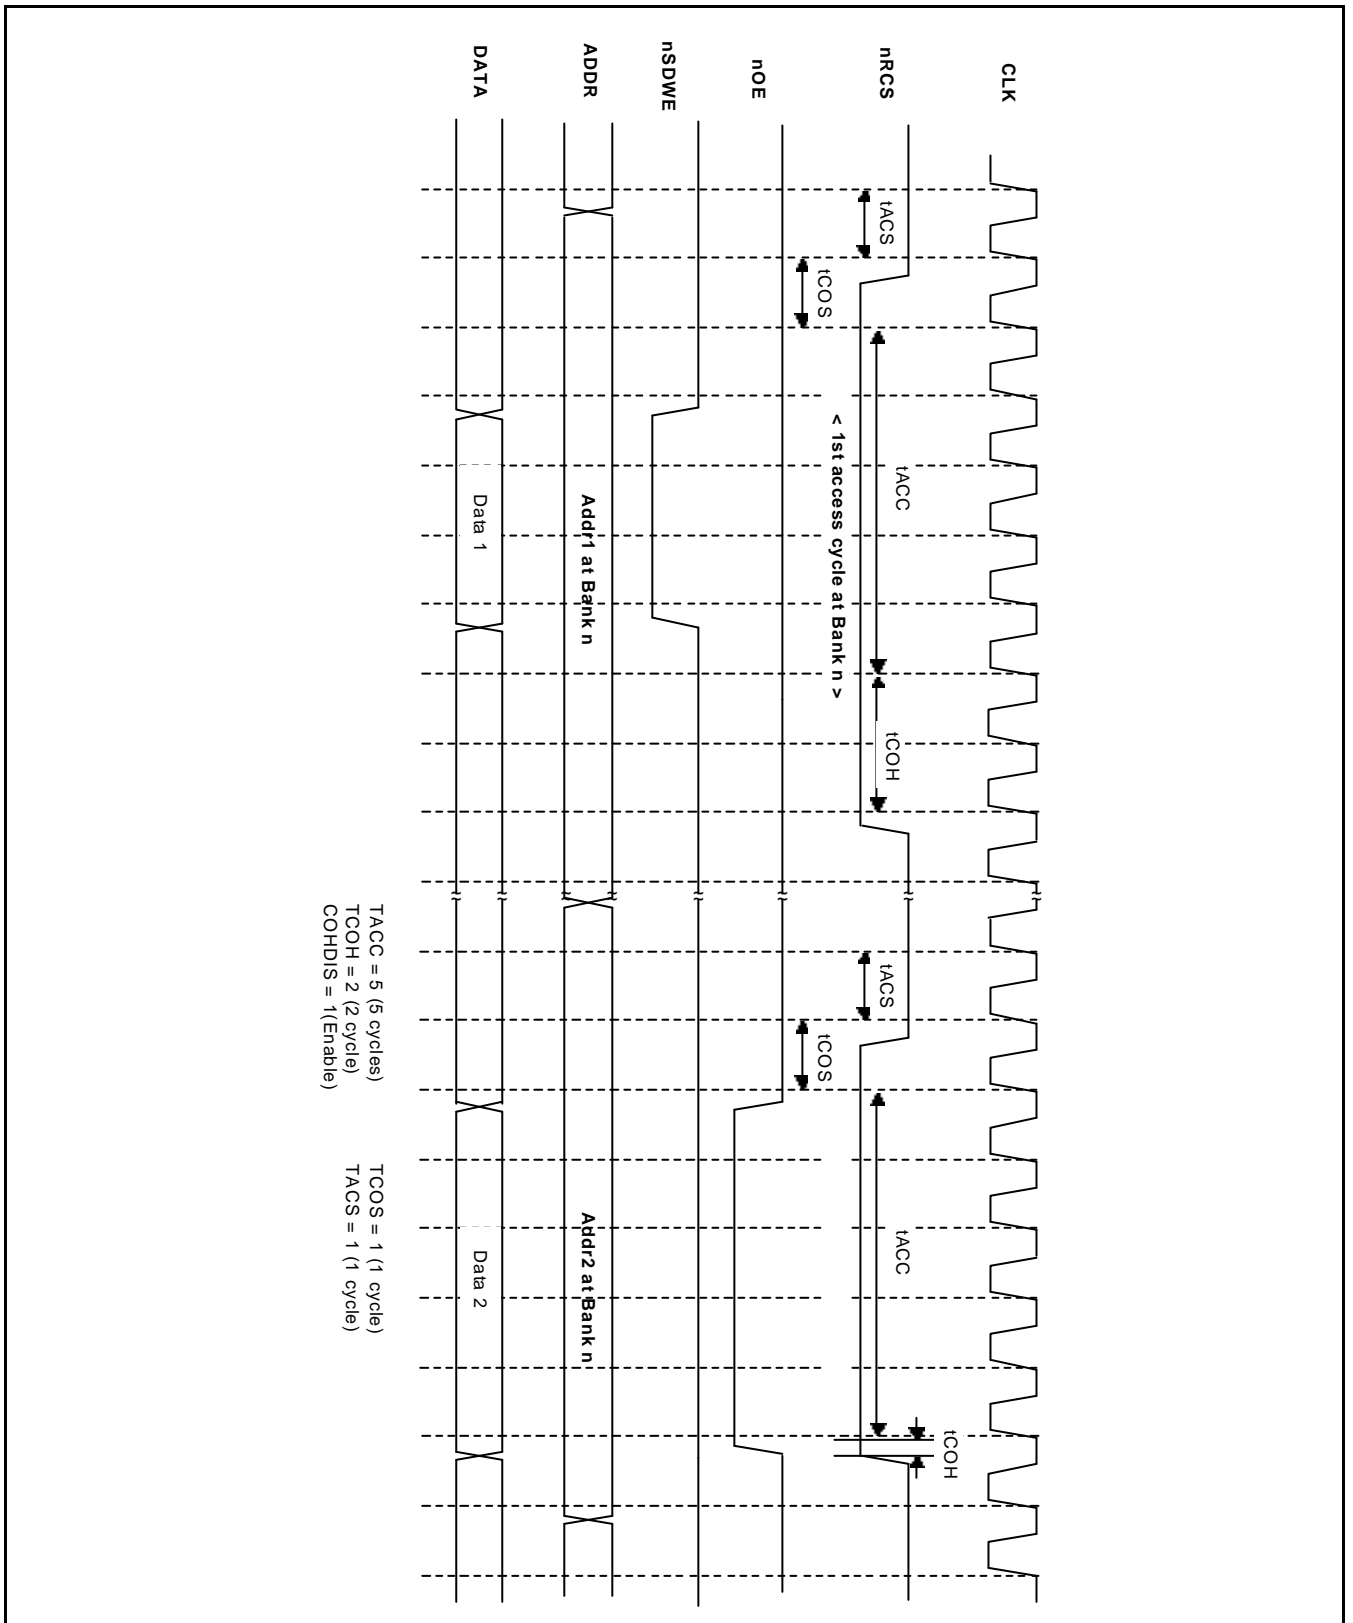 CLK
nRCS
nOE
nSDWE
ADDR
DATA
tACS
tCOS
tACC
< 1st access cycle at Bank n >
tCOH
Addr1 at Bank n
Data 1
tACS
tCOS
tACC
tCOH
Addr2 at Bank n
Data 2
TACC = 5 (5 cycles)
TCOH = 2 (2 cycle)
COHDIS = 1(Enable)
TCOS = 1 (1 cycle)
TACS = 1 (1 cycle)